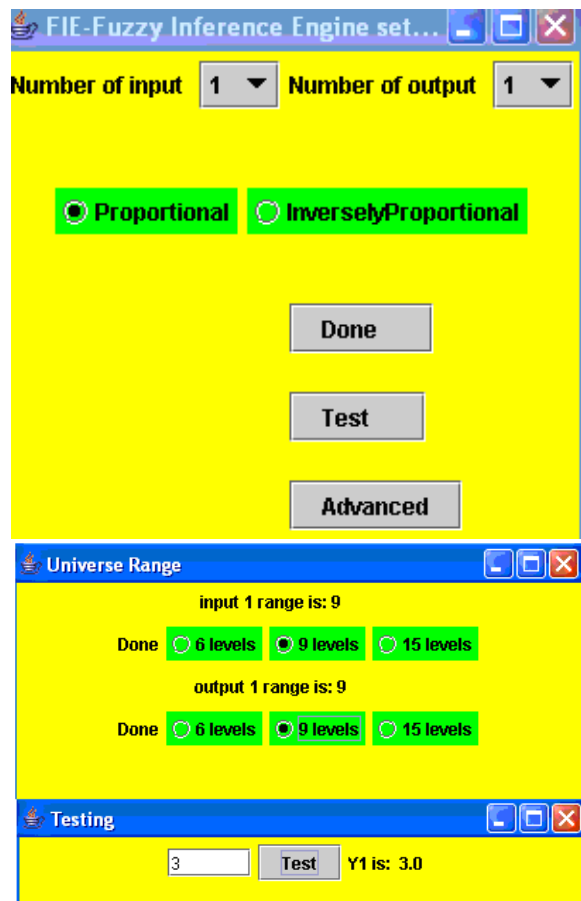 FIE-Fuzzy Inference Engine set...
Number of input 1 Number of output 1
Proportional InverselyProportional
Done
Test
Advanced
Universe Range
input 1 range is: 9
Done 6 levels 9 levels 15 levels
output 1 range is: 9
Done 6 levels 9 levels 15 levels
Testing
3 Test Y1 is: 3.0